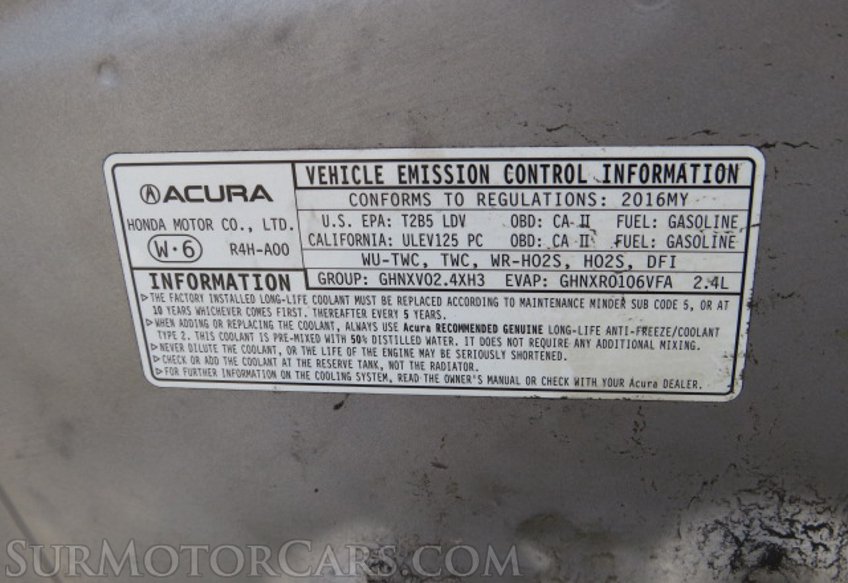 ACURA
HONDA MOTOR CO., LTD.
W·6 R4H-A00
VEHICLE EMISSION CONTROL INFORMATION
CONFORMS TO REGULATIONS: 2016MY
U.S. EPA: T2B5 LDV OBD: CA II FUEL: GASOLINE
CALIFORNIA: ULEV125 PC OBD: CA II FUEL: GASOLINE
WU-TWC, TWC, WR-HO2S, HO2S, DFI
GROUP: GHNXV02.4XH3 EVAP: GHNXR0106VFA 2.4L
INFORMATION
▷THE FACTORY INSTALLED LONG-LIFE COOLANT MUST BE REPLACED ACCORDING TO MAINTENANCE MINDER SUB CODE 5, OR AT
10 YEARS WHICHEVER COMES FIRST. THEREAFTER EVERY 5 YEARS.
▷WHEN ADDING OR REPLACING THE COOLANT, ALWAYS USE Acura RECOMMENDED GENUINE LONG-LIFE ANTI-FREEZE/COOLANT
TYPE 2. THIS COOLANT IS PRE-MIXED WITH 50% DISTILLED WATER. IT DOES NOT REQUIRE ANY ADDITIONAL MIXING.
▷NEVER DILUTE THE COOLANT, OR THE LIFE OF THE ENGINE MAY BE SERIOUSLY SHORTENED.
▷CHECK OR ADD THE COOLANT AT THE RESERVE TANK, NOT THE RADIATOR.
▷FOR FURTHER INFORMATION ON THE COOLING SYSTEM, READ THE OWNER'S MANUAL OR CHECK WITH YOUR Acura DEALER.
SURMOTORCARS.COM